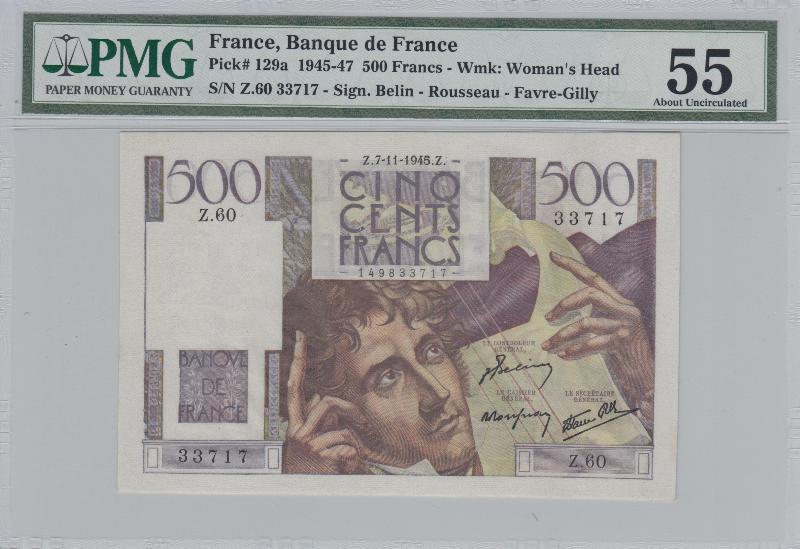 PMG
PAPER MONEY GUARANTY
France, Banque de France
Pick# 129a 1945-47 500 Francs - Wmk: Woman's Head
S/N Z.60 33717 - Sign. Belin - Rousseau - Favre-Gilly
55
About Uncirculated
500
Z.60
Z.7-11-1945.Z.
CINQ
CENTS
FRANCS
149833717
500
33717
LE CONTROLEUR
GÉNÉRAL,
LE CAISSIER
GÉNÉRAL,
LE SECRÉTAIRE
GÉNÉRAL,
BANQVE
DE
FRANCE
33717
Z.60